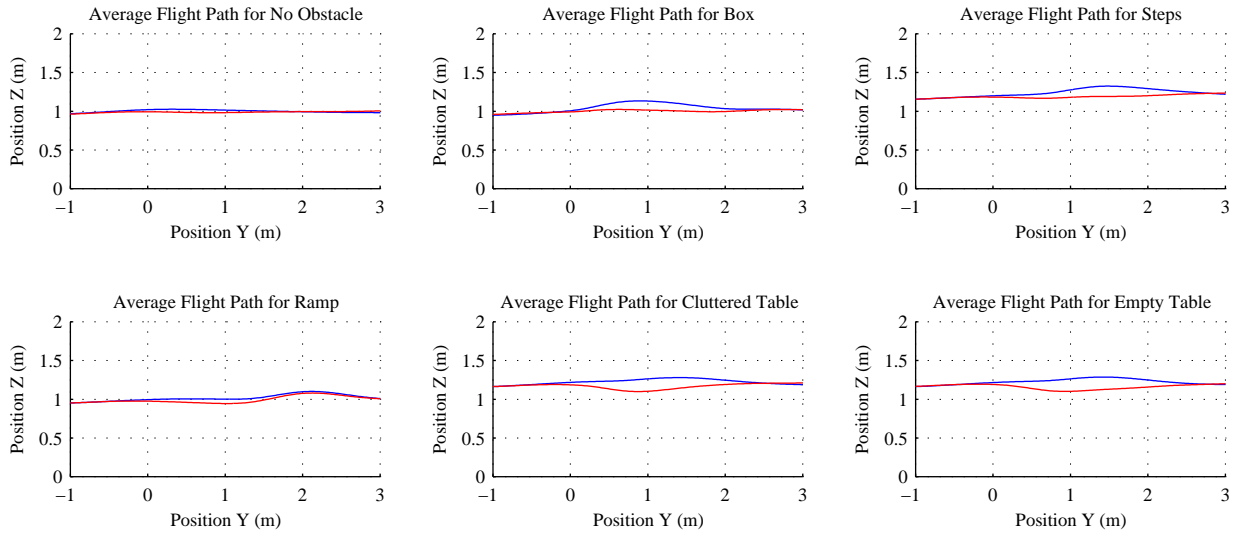 Average Flight Path for No Obstacle
2
1.5
1
0.5
0
Position Z (m)
−1 0 1 2 3
Position Y (m)
Average Flight Path for Box
2
1.5
1
0.5
0
Position Z (m)
−1 0 1 2 3
Position Y (m)
Average Flight Path for Steps
2
1.5
1
0.5
0
Position Z (m)
−1 0 1 2 3
Position Y (m)
Average Flight Path for Ramp
2
1.5
1
0.5
0
Position Z (m)
−1 0 1 2 3
Position Y (m)
Average Flight Path for Cluttered Table
2
1.5
1
0.5
0
Position Z (m)
−1 0 1 2 3
Position Y (m)
Average Flight Path for Empty Table
2
1.5
1
0.5
0
Position Z (m)
−1 0 1 2 3
Position Y (m)